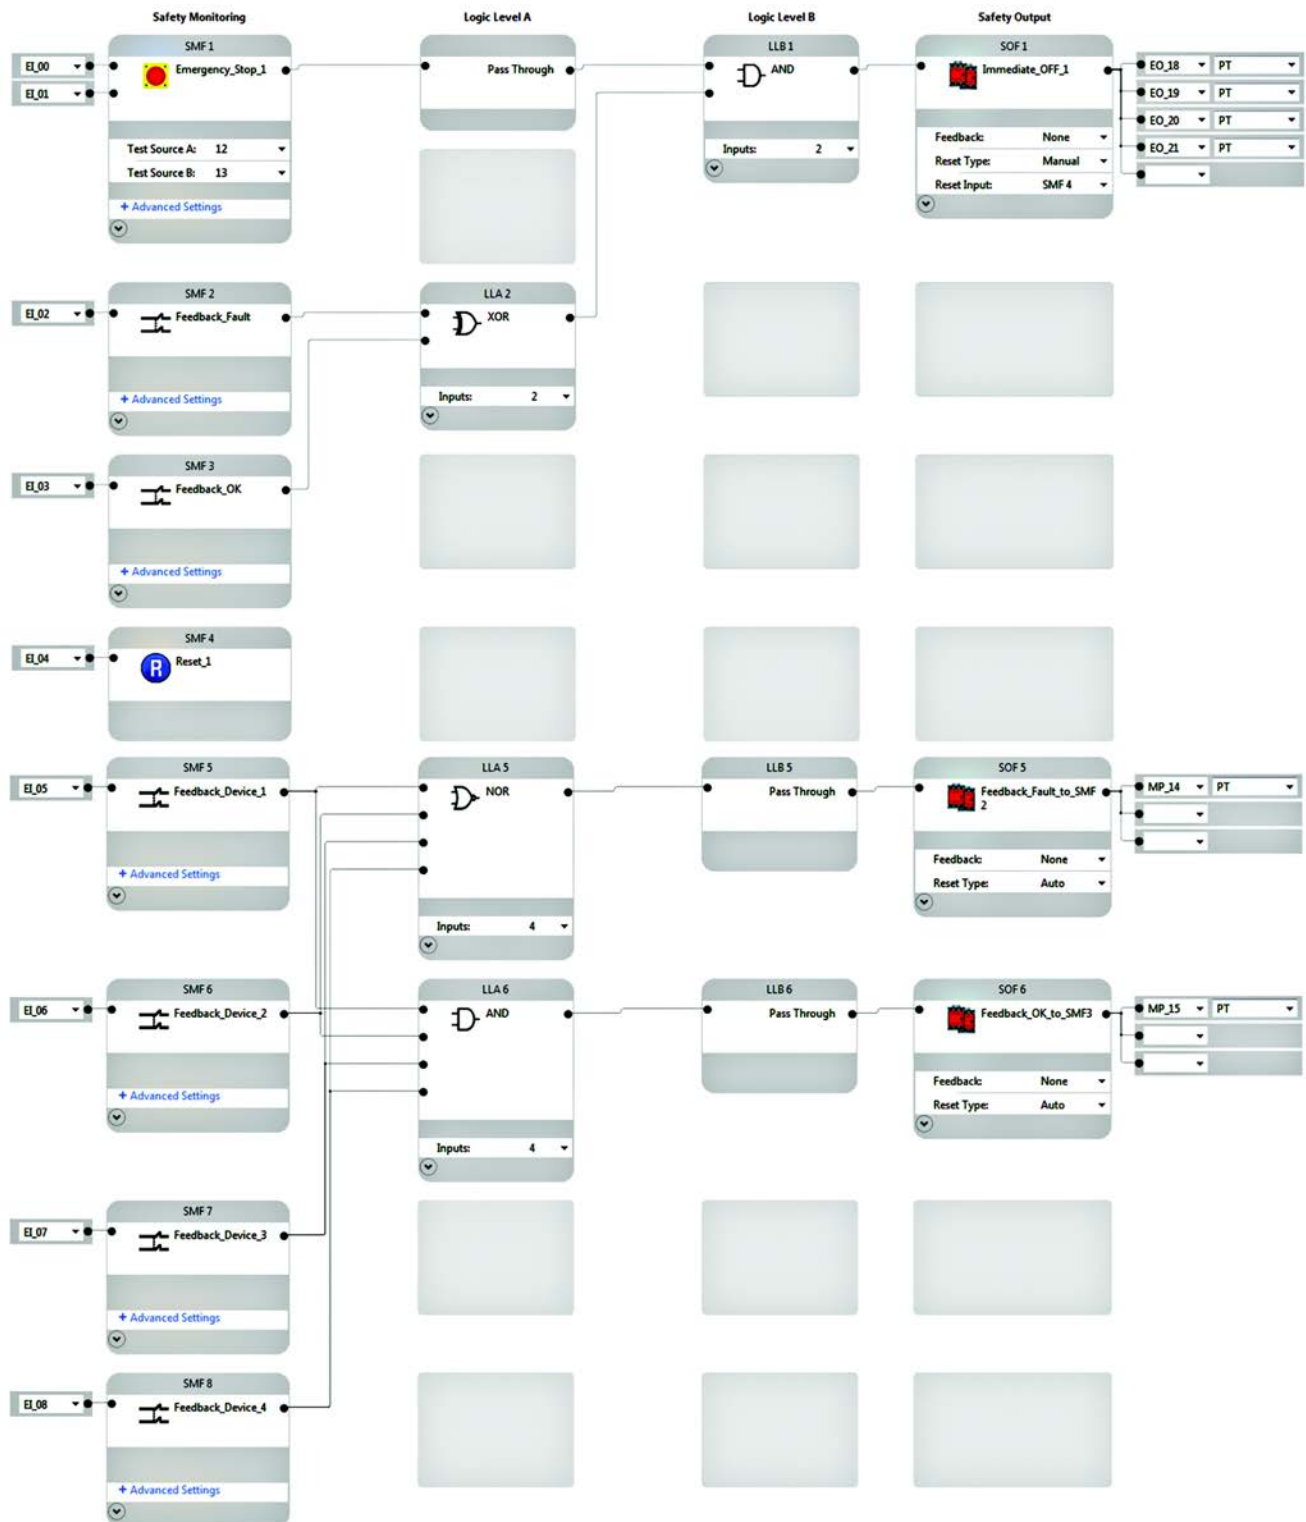 Safety Monitoring Logic Level A Logic Level B Safety Output
SMF 1 LLB 1 SOF 1
EI_00 Emergency_Stop_1 Pass Through AND Immediate_OFF_1 EO_18 PT
EI_01 EO_19 PT
EO_20 PT
Test Source A: 12 Inputs: 2 Feedback: None EO_21 PT
Test Source B: 13 Reset Type: Manual
Reset Input: SMF 4
+ Advanced Settings
SMF 2 LLA 2
EI_02 Feedback_Fault XOR
+ Advanced Settings Inputs: 2
SMF 3
EI_03 Feedback_OK
+ Advanced Settings
SMF 4
EI_04 R Reset_1
SMF 5 LLA 5 LLB 5 SOF 5
EI_05 Feedback_Device_1 NOR Pass Through Feedback_Fault_to_SMF MP_14 PT
2
Feedback: None
+ Advanced Settings Reset Type: Auto
Inputs: 4
SMF 6 LLA 6 LLB 6 SOF 6
EI_06 Feedback_Device_2 AND Pass Through Feedback_OK_to_SMF3 MP_15 PT
Feedback: None
+ Advanced Settings Reset Type: Auto
Inputs: 4
SMF 7
EI_07 Feedback_Device_3
+ Advanced Settings
SMF 8
EI_08 Feedback_Device_4
+ Advanced Settings